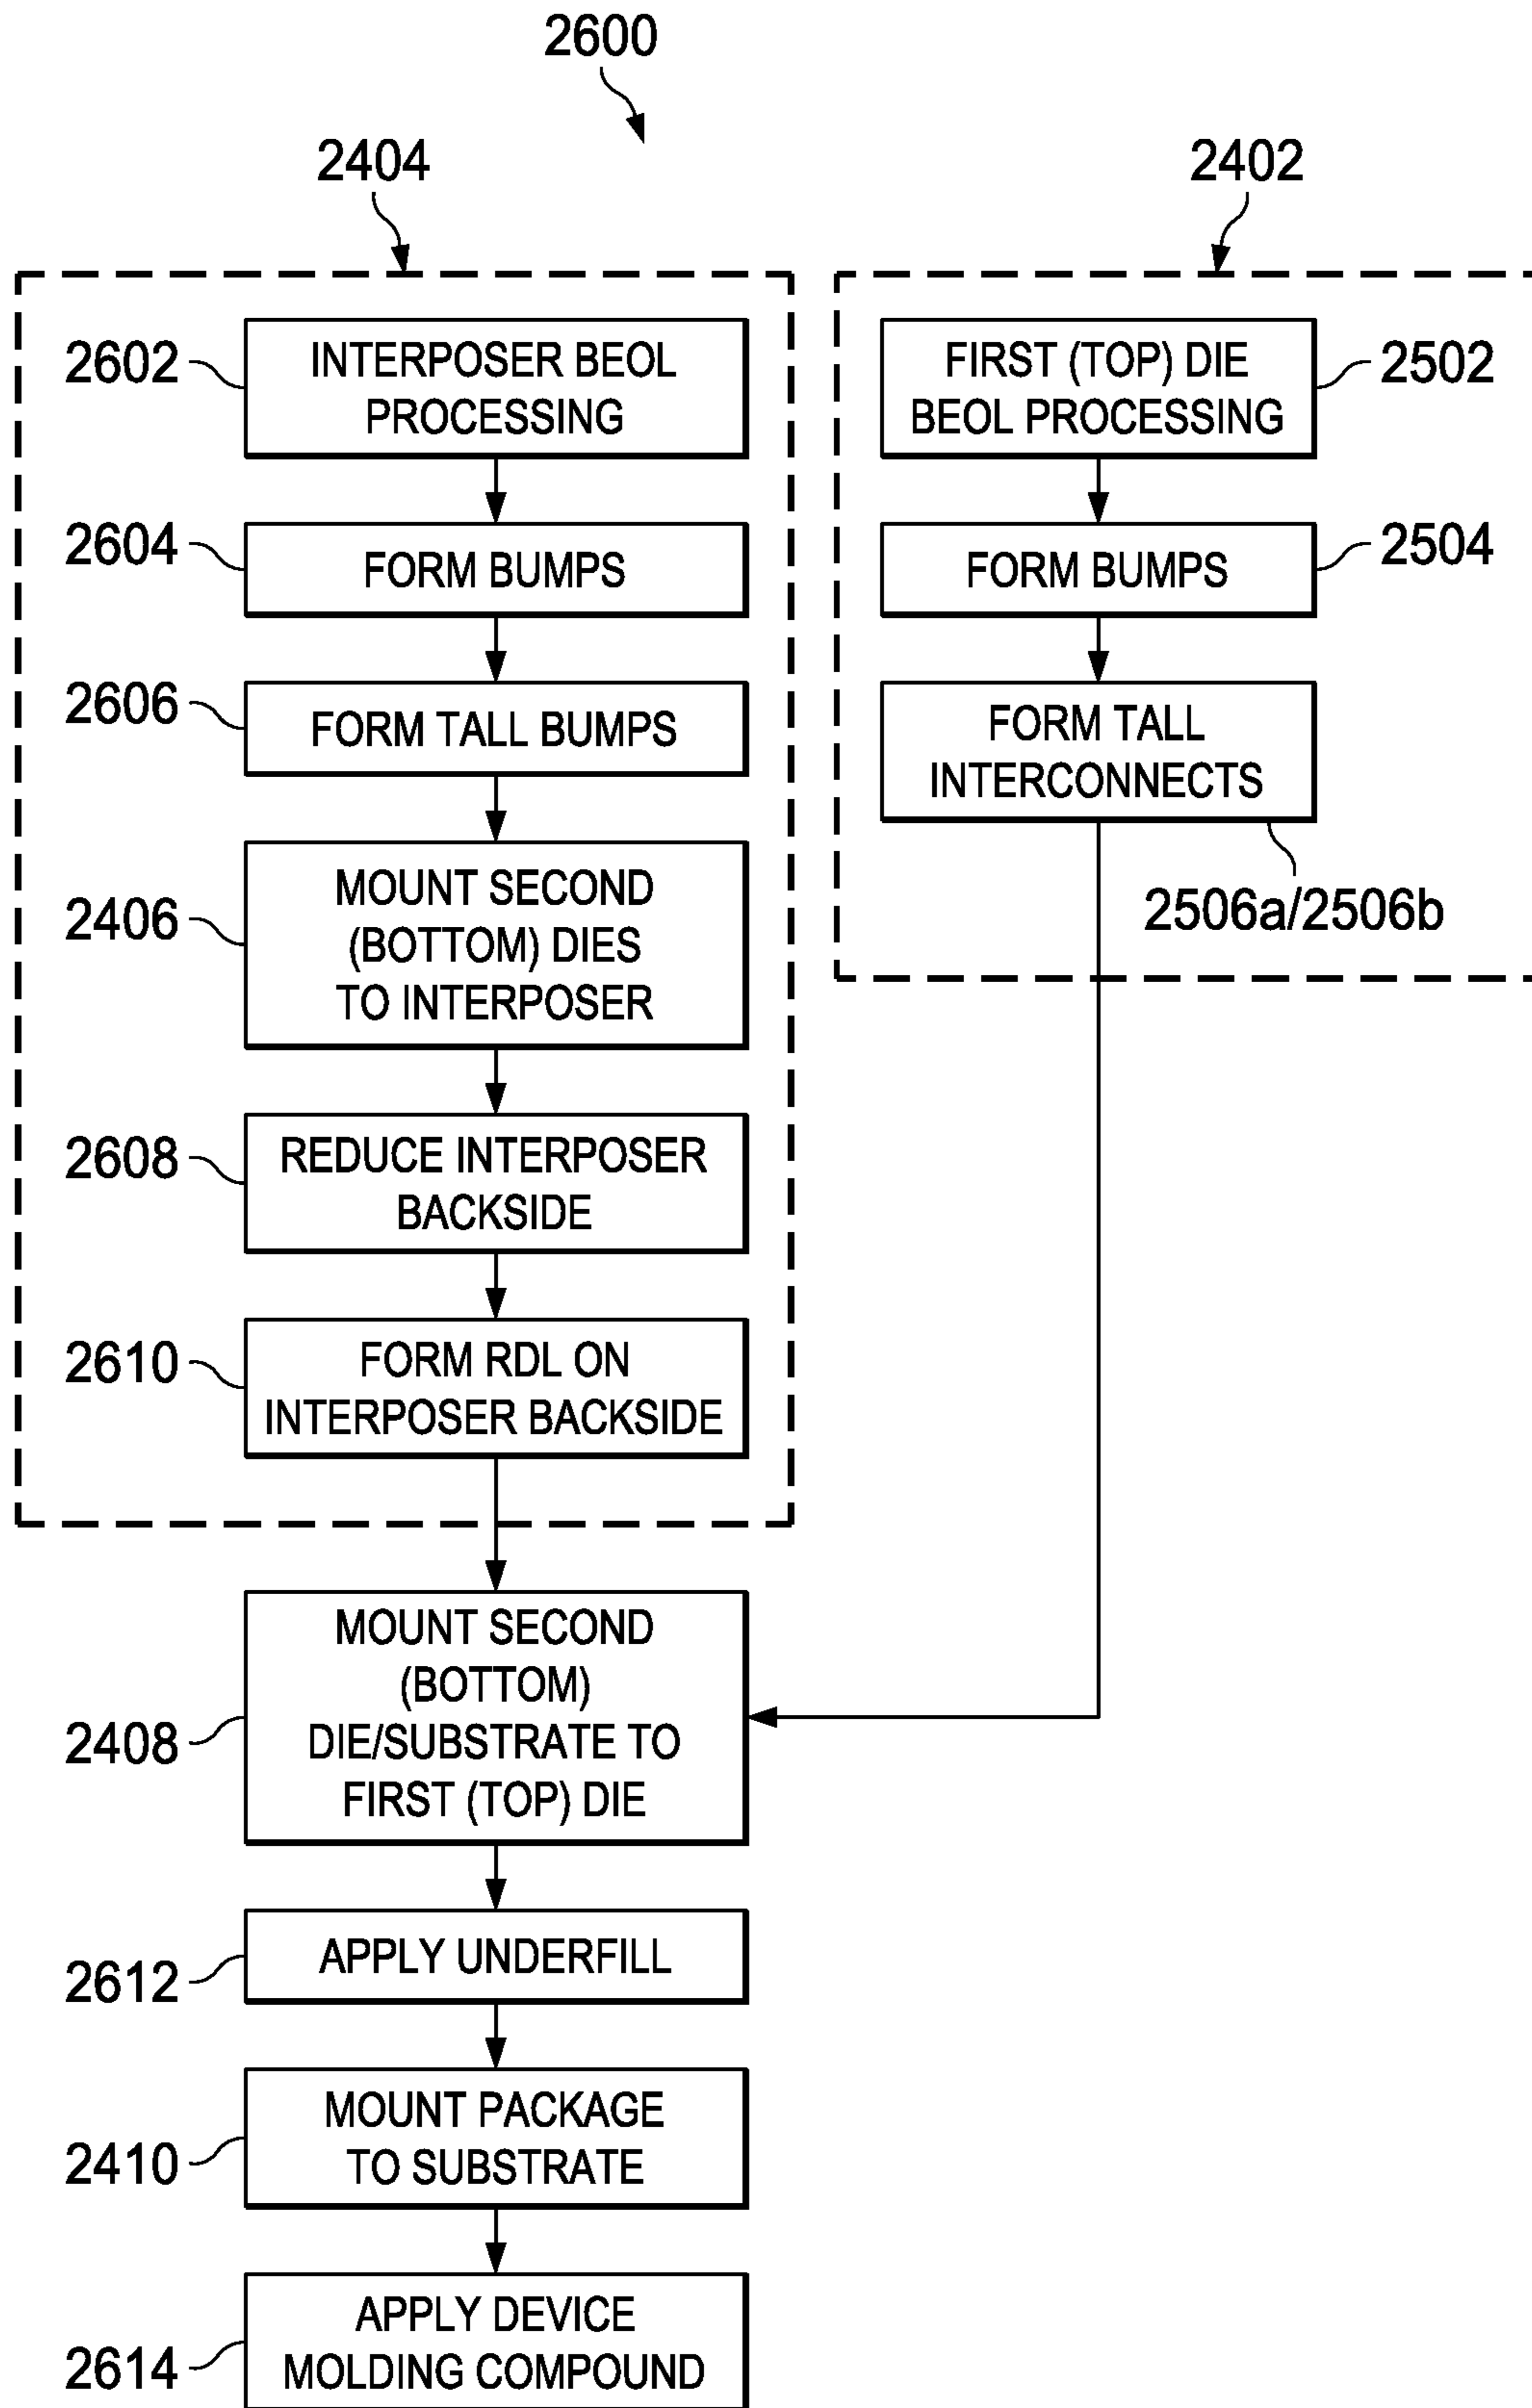 2600
2404
2402
2602
INTERPOSER BEOL
PROCESSING
FIRST (TOP) DIE
BEOL PROCESSING
2502
2604
FORM BUMPS
FORM BUMPS
2504
2606
FORM TALL BUMPS
FORM TALL
INTERCONNECTS
2506a/2506b
2406
MOUNT SECOND
(BOTTOM) DIES
TO INTERPOSER
2608
REDUCE INTERPOSER
BACKSIDE
2610
FORM RDL ON
INTERPOSER BACKSIDE
2408
MOUNT SECOND
(BOTTOM)
DIE/SUBSTRATE TO
FIRST (TOP) DIE
2612
APPLY UNDERFILL
2410
MOUNT PACKAGE
TO SUBSTRATE
2614
APPLY DEVICE
MOLDING COMPOUND